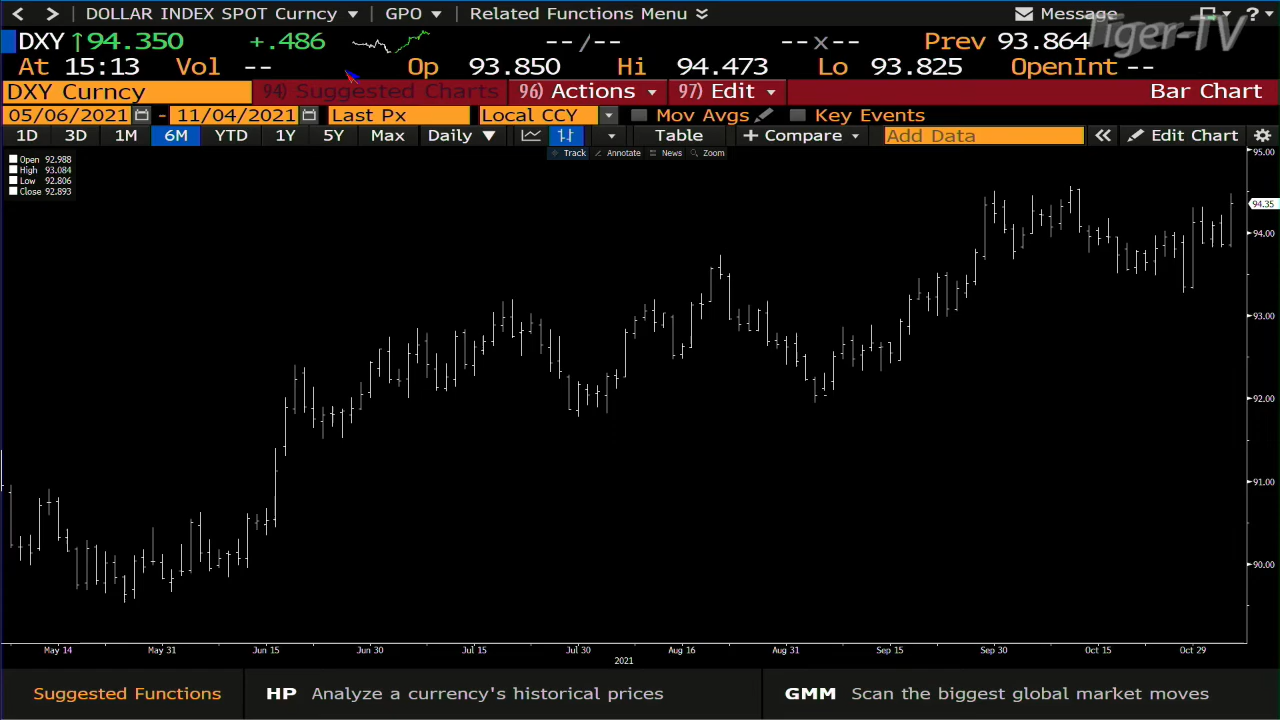 < > DOLLAR INDEX SPOT Curncy ▾ | GPO ▾ | Related Functions Menu Message ? ▾
Tiger-TV
DXY ↑94.350 +.486 --/-- --x-- Prev 93.864
At 15:13 Vol -- Op 93.850 Hi 94.473 Lo 93.825 OpenInt --
DXY Curncy 94) Suggested Charts 96) Actions ▾ 97) Edit ▾ Bar Chart
05/06/2021 - 11/04/2021 Last Px Local CCY ▾ Mov Avgs Key Events
1D 3D 1M 6M YTD 1Y 5Y Max Daily ▼ Table + Compare ▾ Add Data « Edit Chart
Track Annotate News Zoom
Open 92.988
High 93.084
Low 92.806
Close 92.893
95.00
94.35
94.00
93.00
92.00
91.00
90.00
May 14 May 31 Jun 15 Jun 30 Jul 15 Jul 30 Aug 16 Aug 31 Sep 15 Sep 30 Oct 15 Oct 29
2021
Suggested Functions HP Analyze a currency's historical prices GMM Scan the biggest global market moves